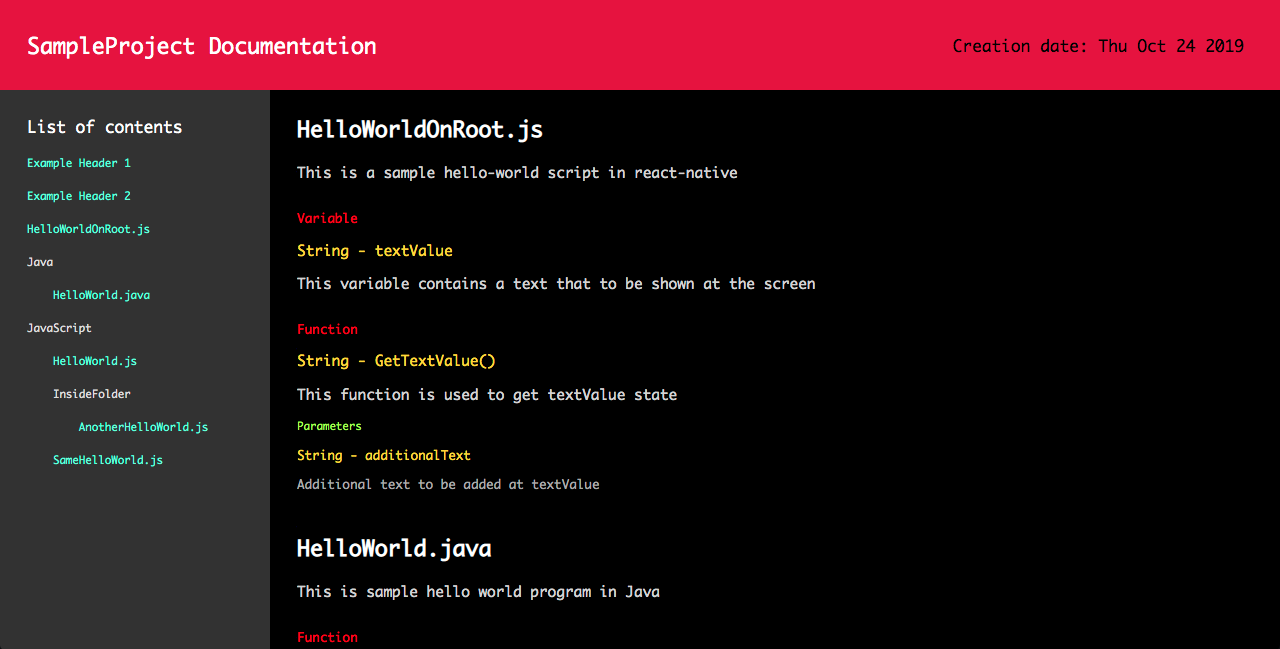 SampleProject Documentation
Creation date: Thu Oct 24 2019
List of contents
Example Header 1
Example Header 2
HelloWorldOnRoot.js
Java
HelloWorld.java
JavaScript
HelloWorld.js
InsideFolder
AnotherHelloWorld.js
SameHelloWorld.js
HelloWorldOnRoot.js
This is a sample hello-world script in react-native
Variable
String - textValue
This variable contains a text that to be shown at the screen
Function
String - GetTextValue()
This function is used to get textValue state
Parameters
String - additionalText
Additional text to be added at textValue
HelloWorld.java
This is sample hello world program in Java
Function